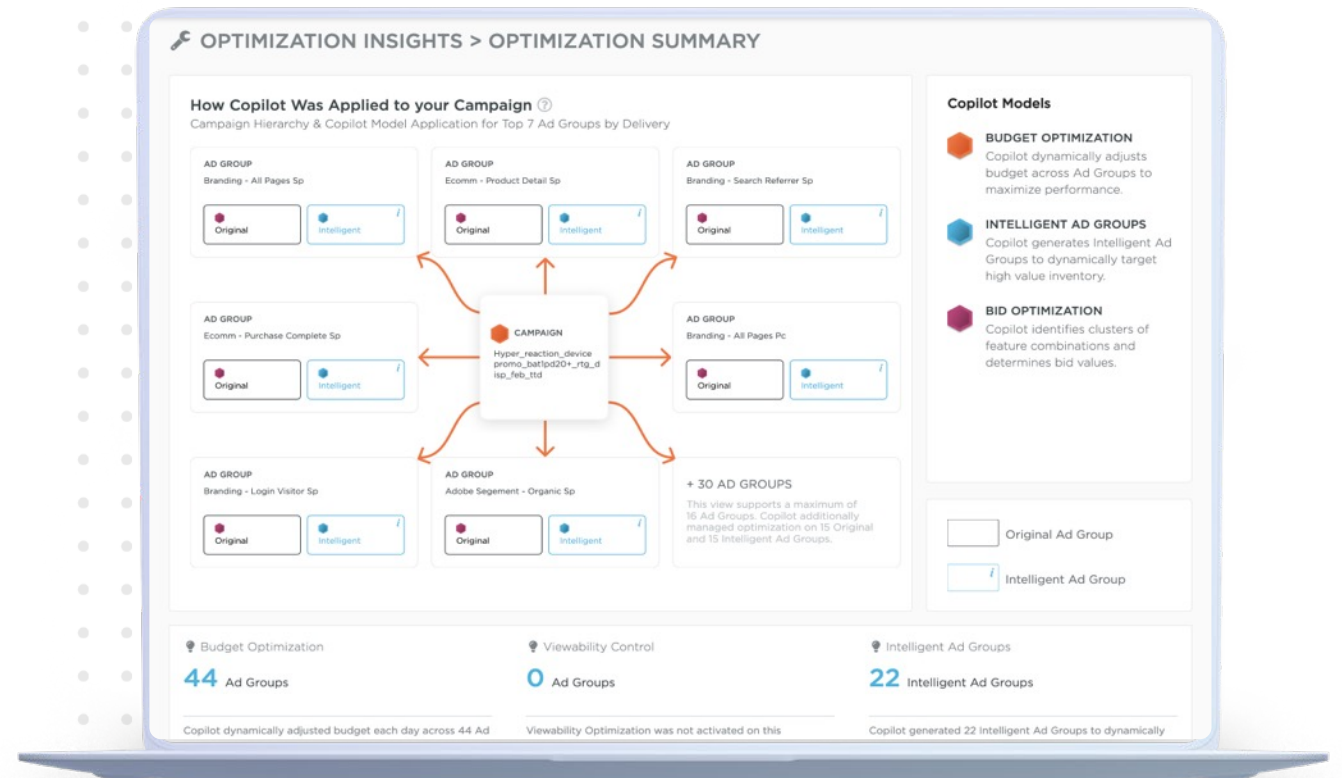 OPTIMIZATION INSIGHTS > OPTIMIZATION SUMMARY
How Copilot Was Applied to your Campaign ?
Campaign Hierarchy & Copilot Model Application for Top 7 Ad Groups by Delivery
AD GROUP
Branding - All Pages Sp
Original
i
Intelligent
AD GROUP
Ecomm - Product Detail Sp
Original
i
Intelligent
AD GROUP
Branding - Search Referrer Sp
Original
i
Intelligent
AD GROUP
Ecomm - Purchase Complete Sp
Original
i
Intelligent
CAMPAIGN
Hyper_reaction_device
promo_bat1pd20+_rtg_d
isp_feb_ttd
AD GROUP
Branding - All Pages Pc
Original
i
Intelligent
AD GROUP
Branding - Login Visitor Sp
Original
i
Intelligent
AD GROUP
Adobe Segement - Organic Sp
Original
i
Intelligent
+ 30 AD GROUPS
This view supports a maximum of
16 Ad Groups. Copilot additionally
managed optimization on 15 Original
and 15 Intelligent Ad Groups.
Copilot Models
BUDGET OPTIMIZATION
Copilot dynamically adjusts
budget across Ad Groups to
maximize performance.
INTELLIGENT AD GROUPS
Copilot generates Intelligent Ad
Groups to dynamically target
high value inventory.
BID OPTIMIZATION
Copilot identifies clusters of
feature combinations and
determines bid values.
Original Ad Group
i
Intelligent Ad Group
Budget Optimization
44 Ad Groups
Copilot dynamically adjusted budget each day across 44 Ad
Viewability Control
0 Ad Groups
Viewability Optimization was not activated on this
Intelligent Ad Groups
22 Intelligent Ad Groups
Copilot generated 22 Intelligent Ad Groups to dynamically